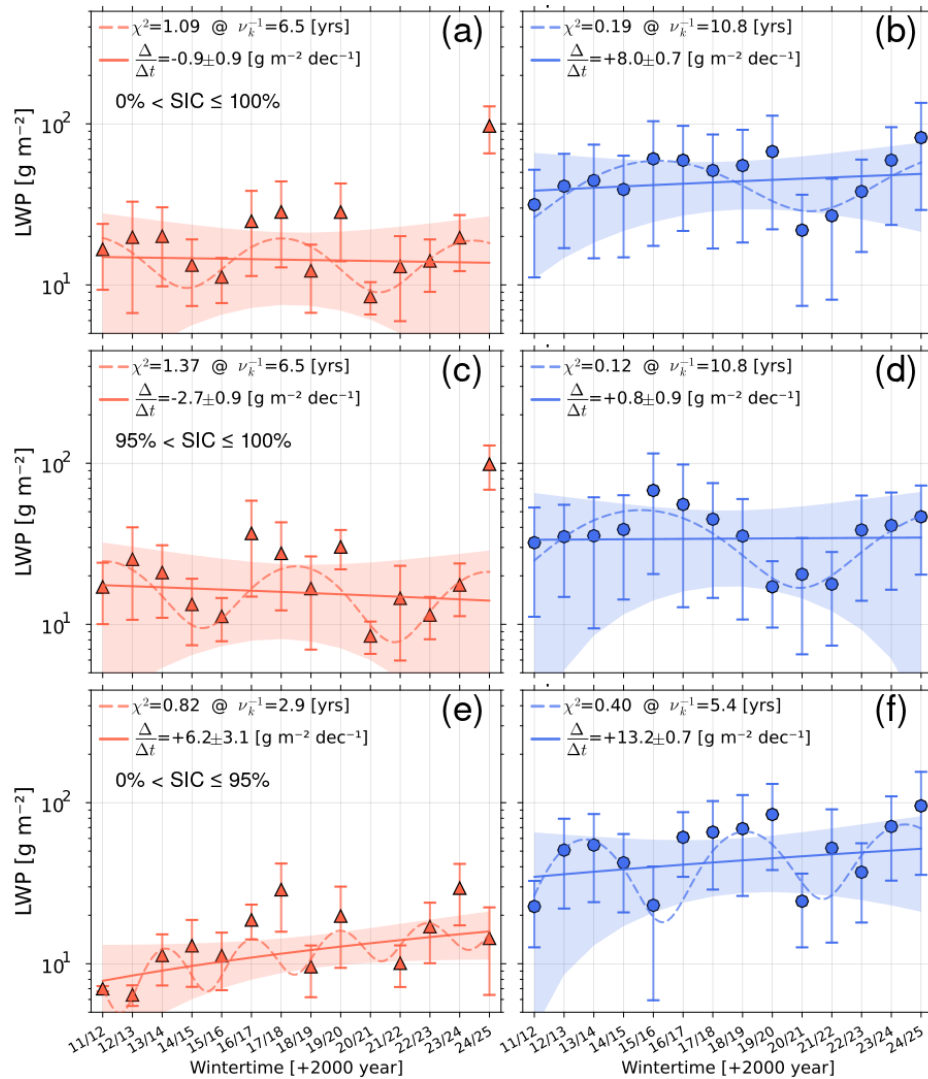 χ²=1.09 @ ν_k⁻¹=6.5 [yrs]
(a)
Δ/Δt=-0.9±0.9 [g m⁻² dec⁻¹]
0% < SIC ≤ 100%
LWP [g m⁻²]
10²
10¹
χ²=0.19 @ ν_k⁻¹=10.8 [yrs]
(b)
Δ/Δt=+8.0±0.7 [g m⁻² dec⁻¹]
χ²=1.37 @ ν_k⁻¹=6.5 [yrs]
(c)
Δ/Δt=-2.7±0.9 [g m⁻² dec⁻¹]
95% < SIC ≤ 100%
LWP [g m⁻²]
10²
10¹
χ²=0.12 @ ν_k⁻¹=10.8 [yrs]
(d)
Δ/Δt=+0.8±0.9 [g m⁻² dec⁻¹]
χ²=0.82 @ ν_k⁻¹=2.9 [yrs]
(e)
Δ/Δt=+6.2±3.1 [g m⁻² dec⁻¹]
0% < SIC ≤ 95%
LWP [g m⁻²]
10²
10¹
11/12 12/13 13/14 14/15 15/16 16/17 17/18 18/19 19/20 20/21 21/22 22/23 23/24 24/25
Wintertime [+2000 year]
χ²=0.40 @ ν_k⁻¹=5.4 [yrs]
(f)
Δ/Δt=+13.2±0.7 [g m⁻² dec⁻¹]
11/12 12/13 13/14 14/15 15/16 16/17 17/18 18/19 19/20 20/21 21/22 22/23 23/24 24/25
Wintertime [+2000 year]